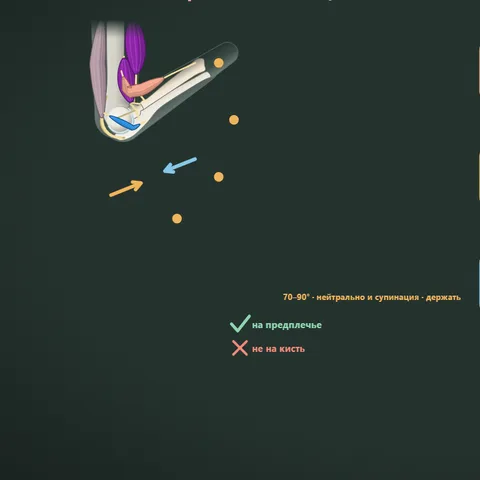 70–90° · нейтрально и супинация · держать
на предплечье
не на кисть